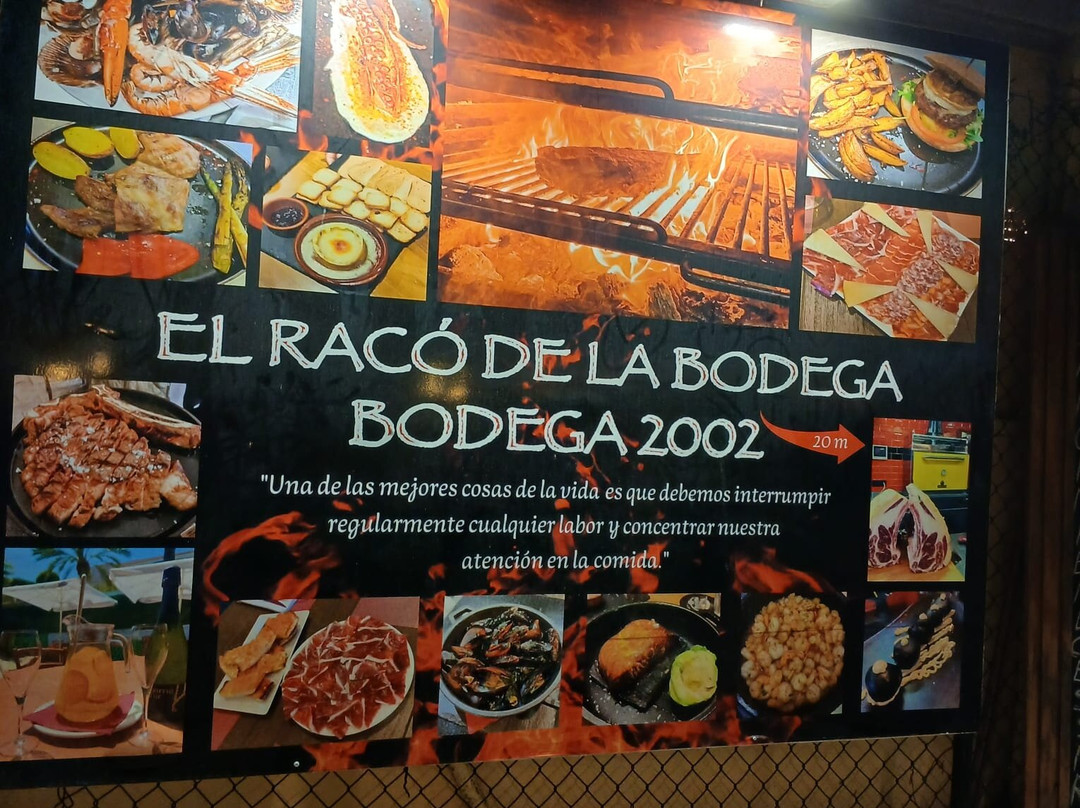 EL RACÓ DE LA BODEGA
BODEGA 2002
20 m
"Una de las mejores cosas de la vida es que debemos interrumpir
regularmente cualquier labor y concentrar nuestra
atención en la comida."